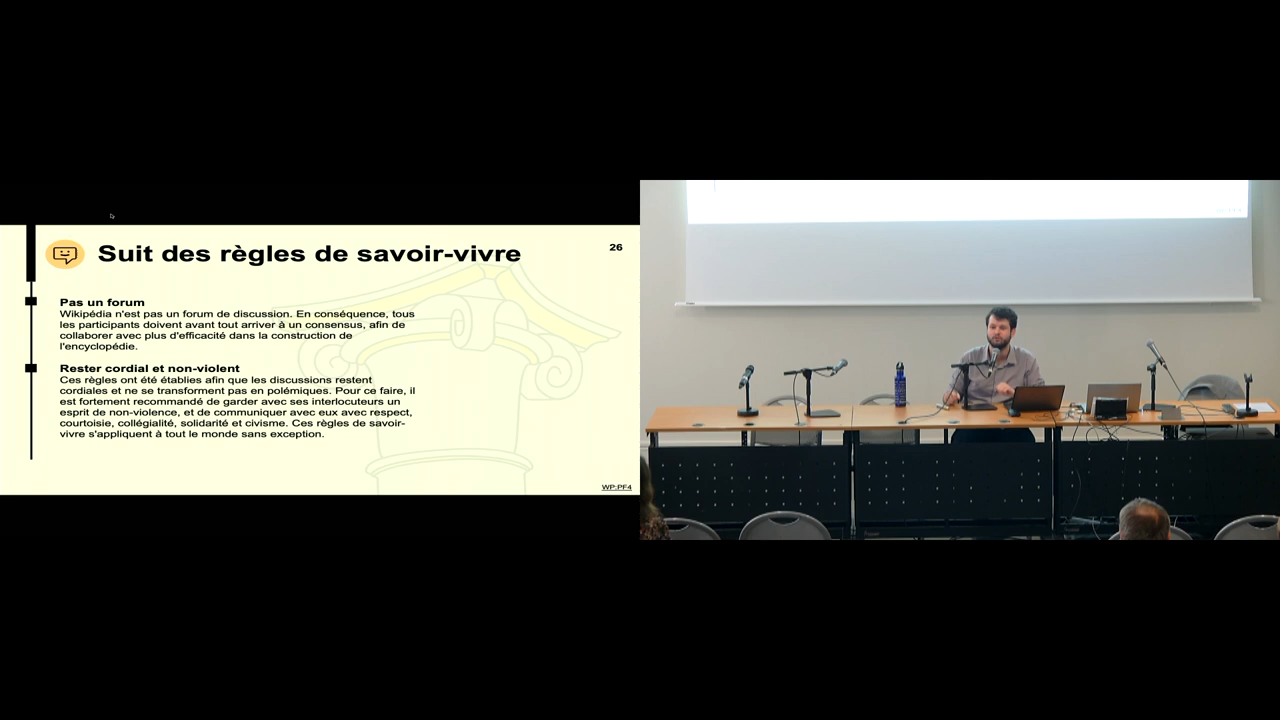 Suit des règles de savoir-vivre
26
Pas un forum
Wikipédia n'est pas un forum de discussion. En conséquence, tous
les participants doivent avant tout arriver à un consensus, afin de
collaborer avec plus d'efficacité dans la construction de
l'encyclopédie.
Rester cordial et non-violent
Ces règles ont été établies afin que les discussions restent
cordiales et ne se transforment pas en polémiques. Pour ce faire, il
est fortement recommandé de garder avec ses interlocuteurs un
esprit de non-violence, et de communiquer avec eux avec respect,
courtoisie, collégialité, solidarité et civisme. Ces règles de savoir-
vivre s'appliquent à tout le monde sans exception.
WP:PF4